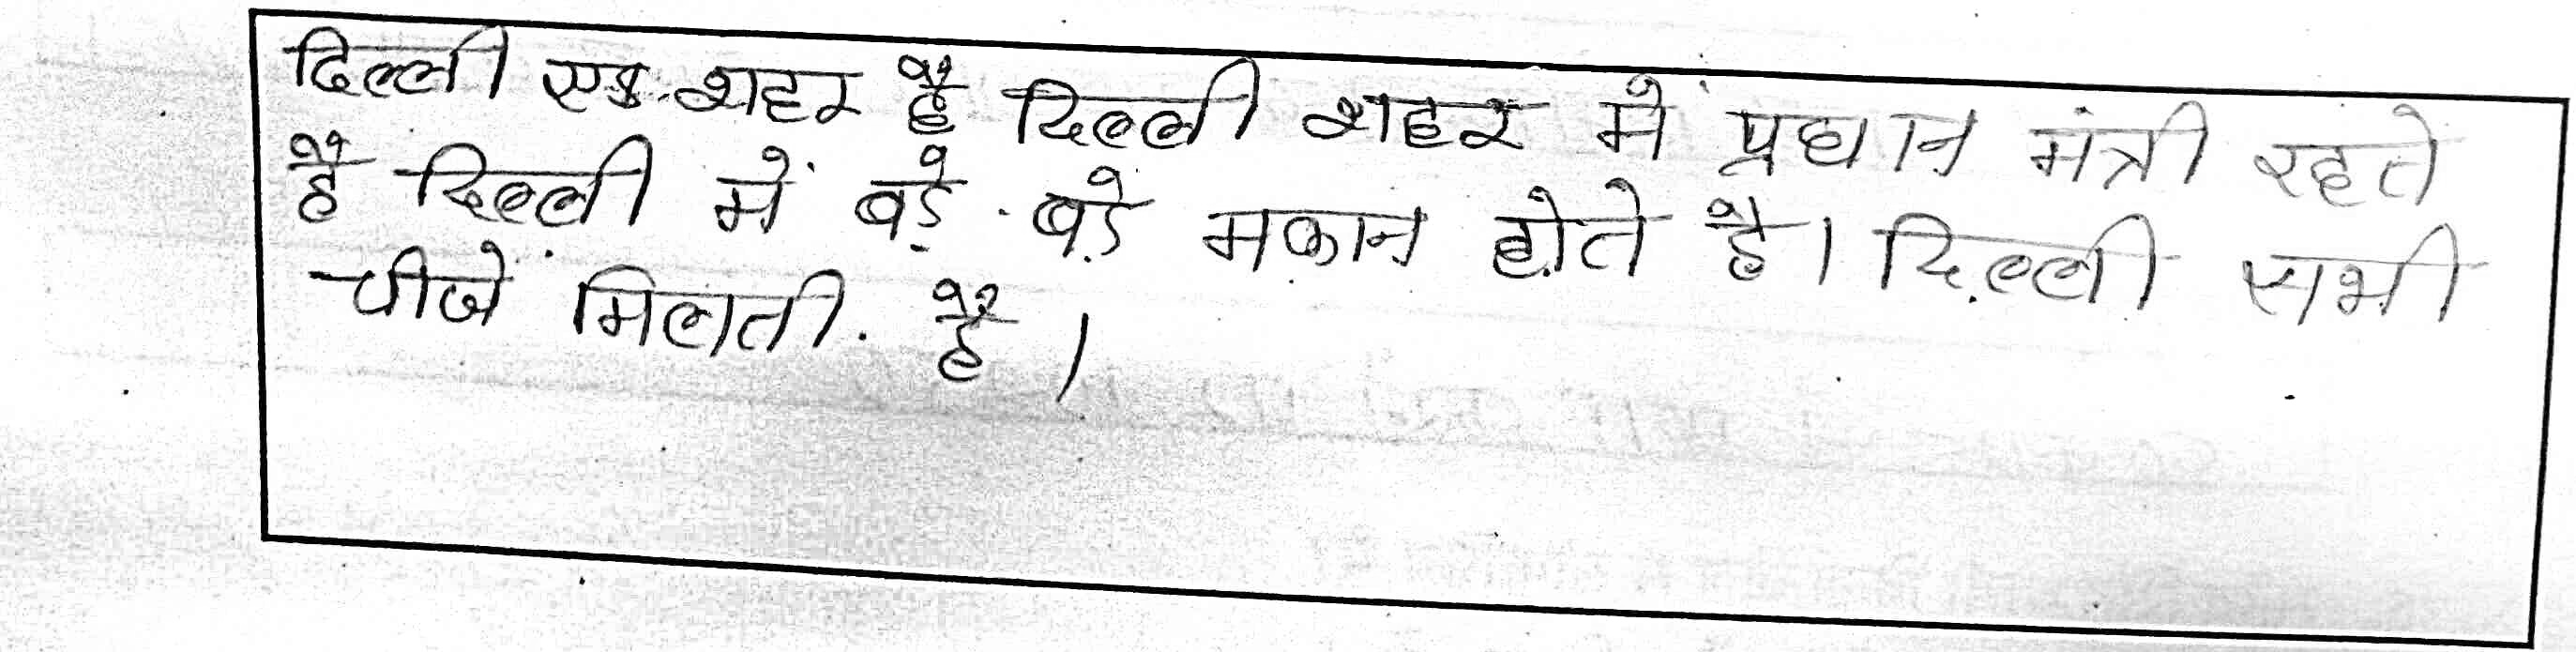 दिल्ली एक शहर है दिल्ली शहर में प्रधान मंत्री रहते
है दिल्ली में बड़े बड़े मकान होते है। दिल्ली सभी
चीजें मिलती है।